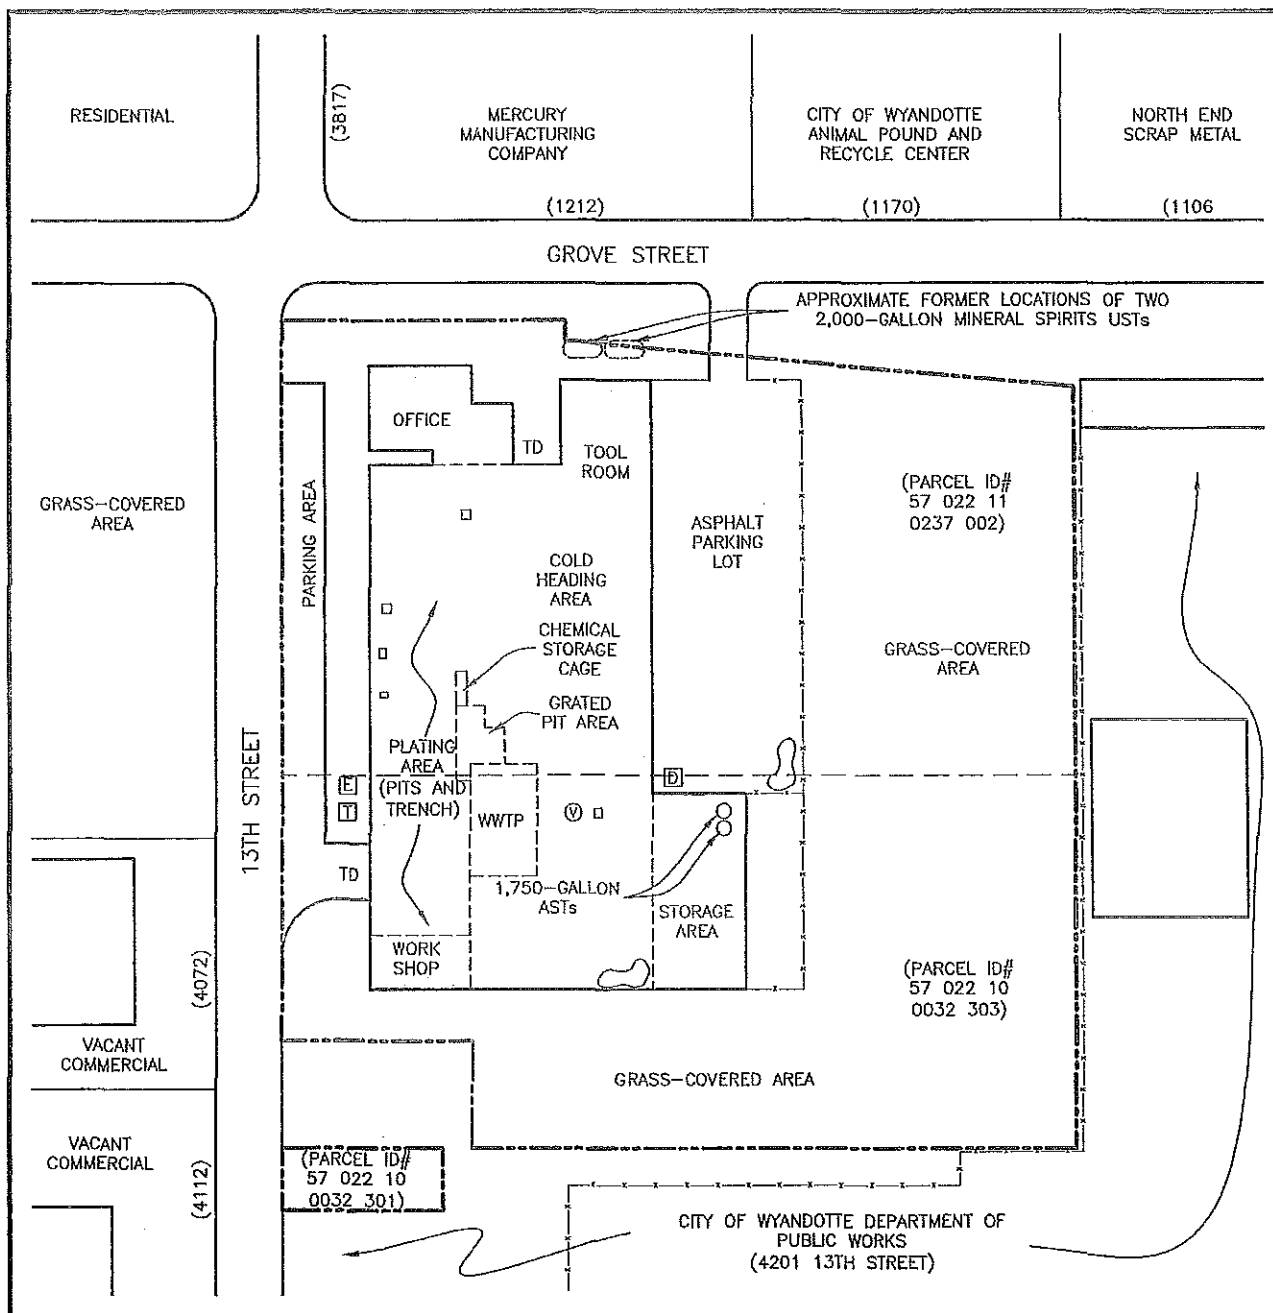 RESIDENTIAL
(3817)
MERCURY
MANUFACTURING
COMPANY
(1212)
CITY OF WYANDOTTE
ANIMAL POUND AND
RECYCLE CENTER
(1170)
NORTH END
SCRAP METAL
(1106
GROVE STREET
APPROXIMATE FORMER LOCATIONS OF TWO
2,000-GALLON MINERAL SPIRITS USTs
GRASS-COVERED
AREA
PARKING AREA
OFFICE
TD
TOOL
ROOM
ASPHALT
PARKING
LOT
(PARCEL ID#
57 022 11
0237 002)
COLD
HEADING
AREA
CHEMICAL
STORAGE
CAGE
GRATED
PIT AREA
GRASS-COVERED
AREA
13TH STREET
PLATING
AREA
(PITS AND
TRENCH)
E
T
D
V
WWTP
TD
1,750-GALLON
ASTs
STORAGE
AREA
WORK
SHOP
(PARCEL ID#
57 022 10
0032 303)
(4072)
VACANT
COMMERCIAL
GRASS-COVERED AREA
VACANT
COMMERCIAL
(4112)
(PARCEL ID#
57 022 10
0032 301)
CITY OF WYANDOTTE DEPARTMENT OF
PUBLIC WORKS
(4201 13TH STREET)